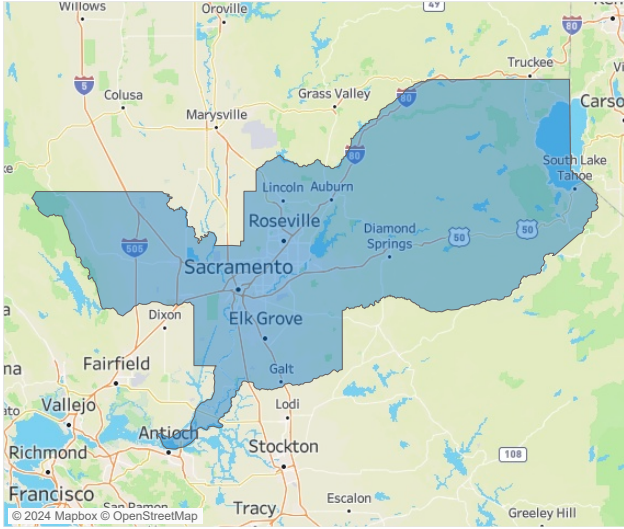 Willows
Oroville
49
80
5
Truckee
Colusa
Grass Valley
80
Carso
Marysville
80
South Lake
Tahoe
Lincoln
Auburn
Roseville
Diamond
Springs
50
50
505
Sacramento
Dixon
Elk Grove
Fairfield
Galt
Vallejo
Lodi
Antioch
Richmond
Stockton
108
Francisco
San Ramon
Tracy
Escalon
Greeley Hill
© 2024 Mapbox © OpenStreetMap